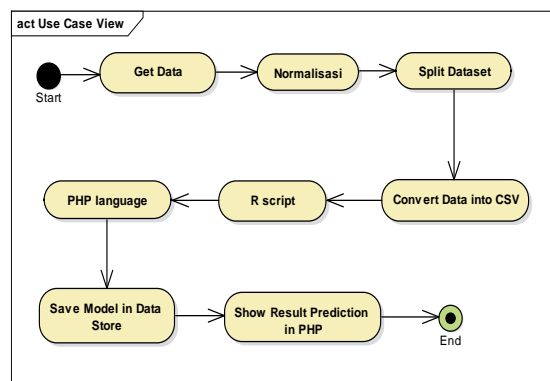 act Use Case View
Get Data
Normalisasi
Split Dataset
Start
PHP language
R script
Convert Data into CSV
Save Model in Data
Store
Show Result Prediction
in PHP
End